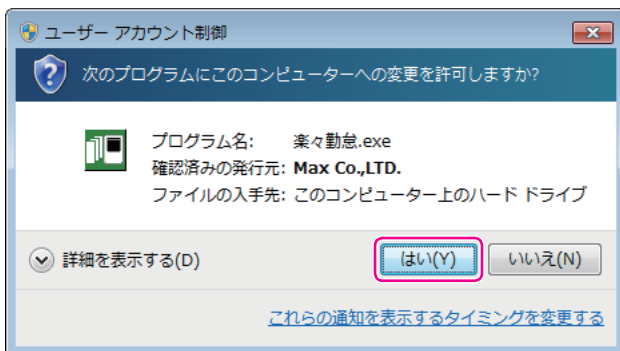 ユーザー アカウント制御
次のプログラムにこのコンピューターへの変更を許可しますか?
プログラム名: 楽々勤怠.exe
確認済みの発行元: Max Co.,LTD.
ファイルの入手先: このコンピューター上のハード ドライブ
詳細を表示する(D) はい(Y) いいえ(N)
これらの通知を表示するタイミングを変更する